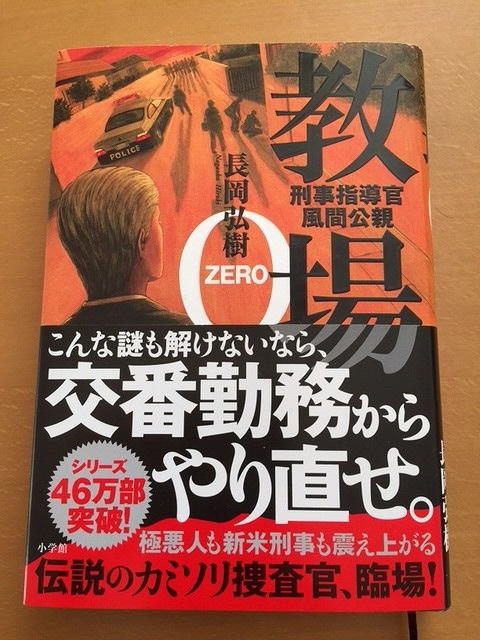 教場
0
ZERO
刑事指導官
風間公親
長岡弘樹
Nagaoka Hiroki
POLICE
こんな謎も解けないなら、
交番勤務から
やり直せ。
シリーズ
46万部
突破!
小学館
極悪人も新米刑事も震え上がる
伝説のカミソリ捜査官、臨場!